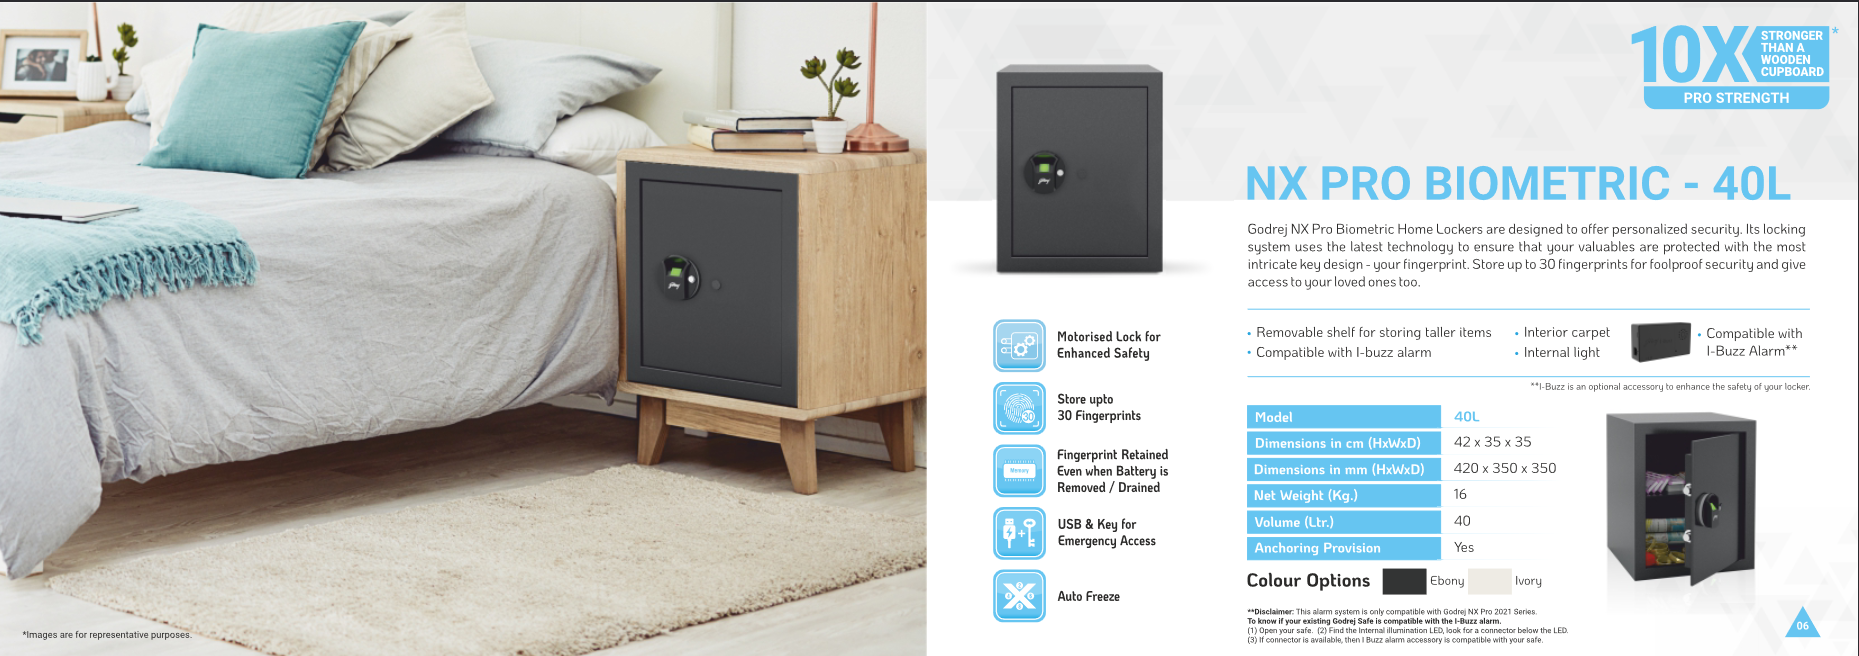 *Images are for representative purposes.
10X STRONGER
THAN A
WOODEN
CUPBOARD
*
PRO STRENGTH
NX PRO BIOMETRIC - 40L
Godrej NX Pro Biometric Home Lockers are designed to offer personalized security. Its locking
system uses the latest technology to ensure that your valuables are protected with the most
intricate key design - your fingerprint. Store up to 30 fingerprints for foolproof security and give
access to your loved ones too.
Motorised Lock for
Enhanced Safety
Store upto
30 Fingerprints
Memory
Fingerprint Retained
Even when Battery is
Removed / Drained
USB & Key for
Emergency Access
Auto Freeze
• Removable shelf for storing taller items
• Compatible with I-buzz alarm
• Interior carpet
• Internal light
• Compatible with
I-Buzz Alarm**
**I-Buzz is an optional accessory to enhance the safety of your locker.
Model 40L
Dimensions in cm (HxWxD) 42 x 35 x 35
Dimensions in mm (HxWxD) 420 x 350 x 350
Net Weight (Kg.) 16
Volume (Ltr.) 40
Anchoring Provision Yes
Colour Options Ebony Ivory
**Disclaimer: This alarm system is only compatible with Godrej NX Pro 2021 Series.
To know if your existing Godrej Safe is compatible with the I-Buzz alarm.
(1) Open your safe. (2) Find the Internal illumination LED, look for a connector below the LED.
(3) If connector is available, then I Buzz alarm accessory is compatible with your safe.
06